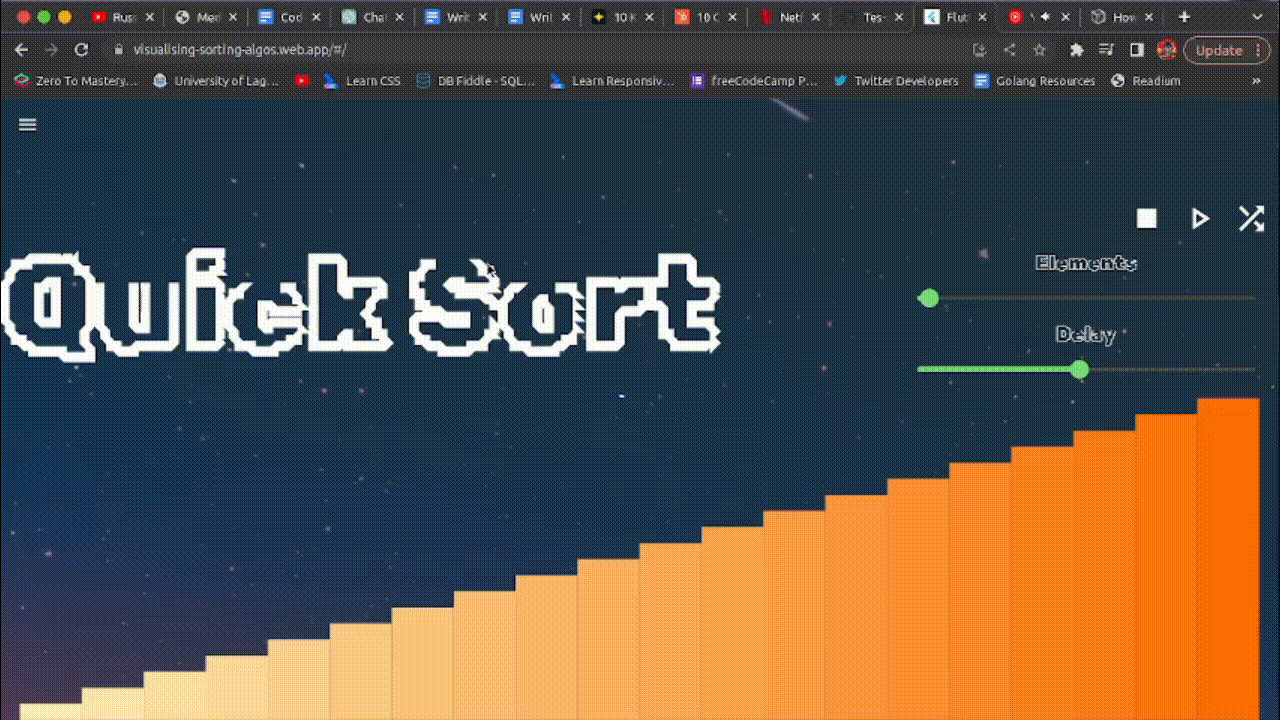 Rus Med Cod Cha Writ Writ 10 K 10 C Netf Tes- Flut How
visualising-sorting-algos.web.app/#/ Update
Zero To Mastery... University of Lag... Learn CSS DB Fiddle - SQL... Learn Responsiv... freeCodeCamp P... Twitter Developers Golang Resources Readium »
Quick Sort
Elements
Delay